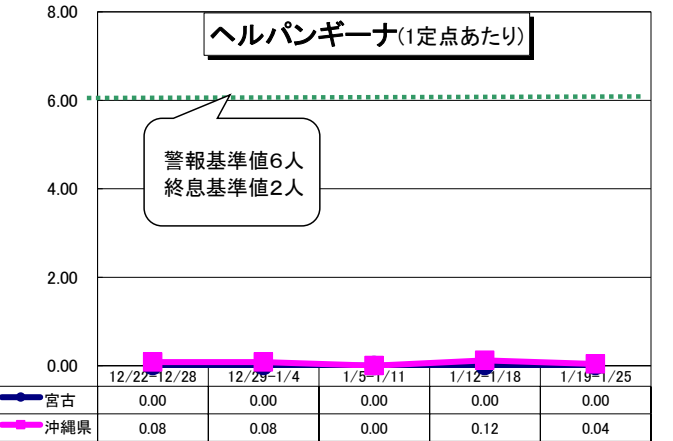 8.00
ヘルパンギーナ(1定点あたり)
6.00
警報基準値6人
終息基準値2人
4.00
2.00
0.00
12/22-12/28 12/29-1/4 1/5-1/11 1/12-1/18 1/19-1/25
宮古 0.00 0.00 0.00 0.00 0.00
沖縄県 0.08 0.08 0.00 0.12 0.04